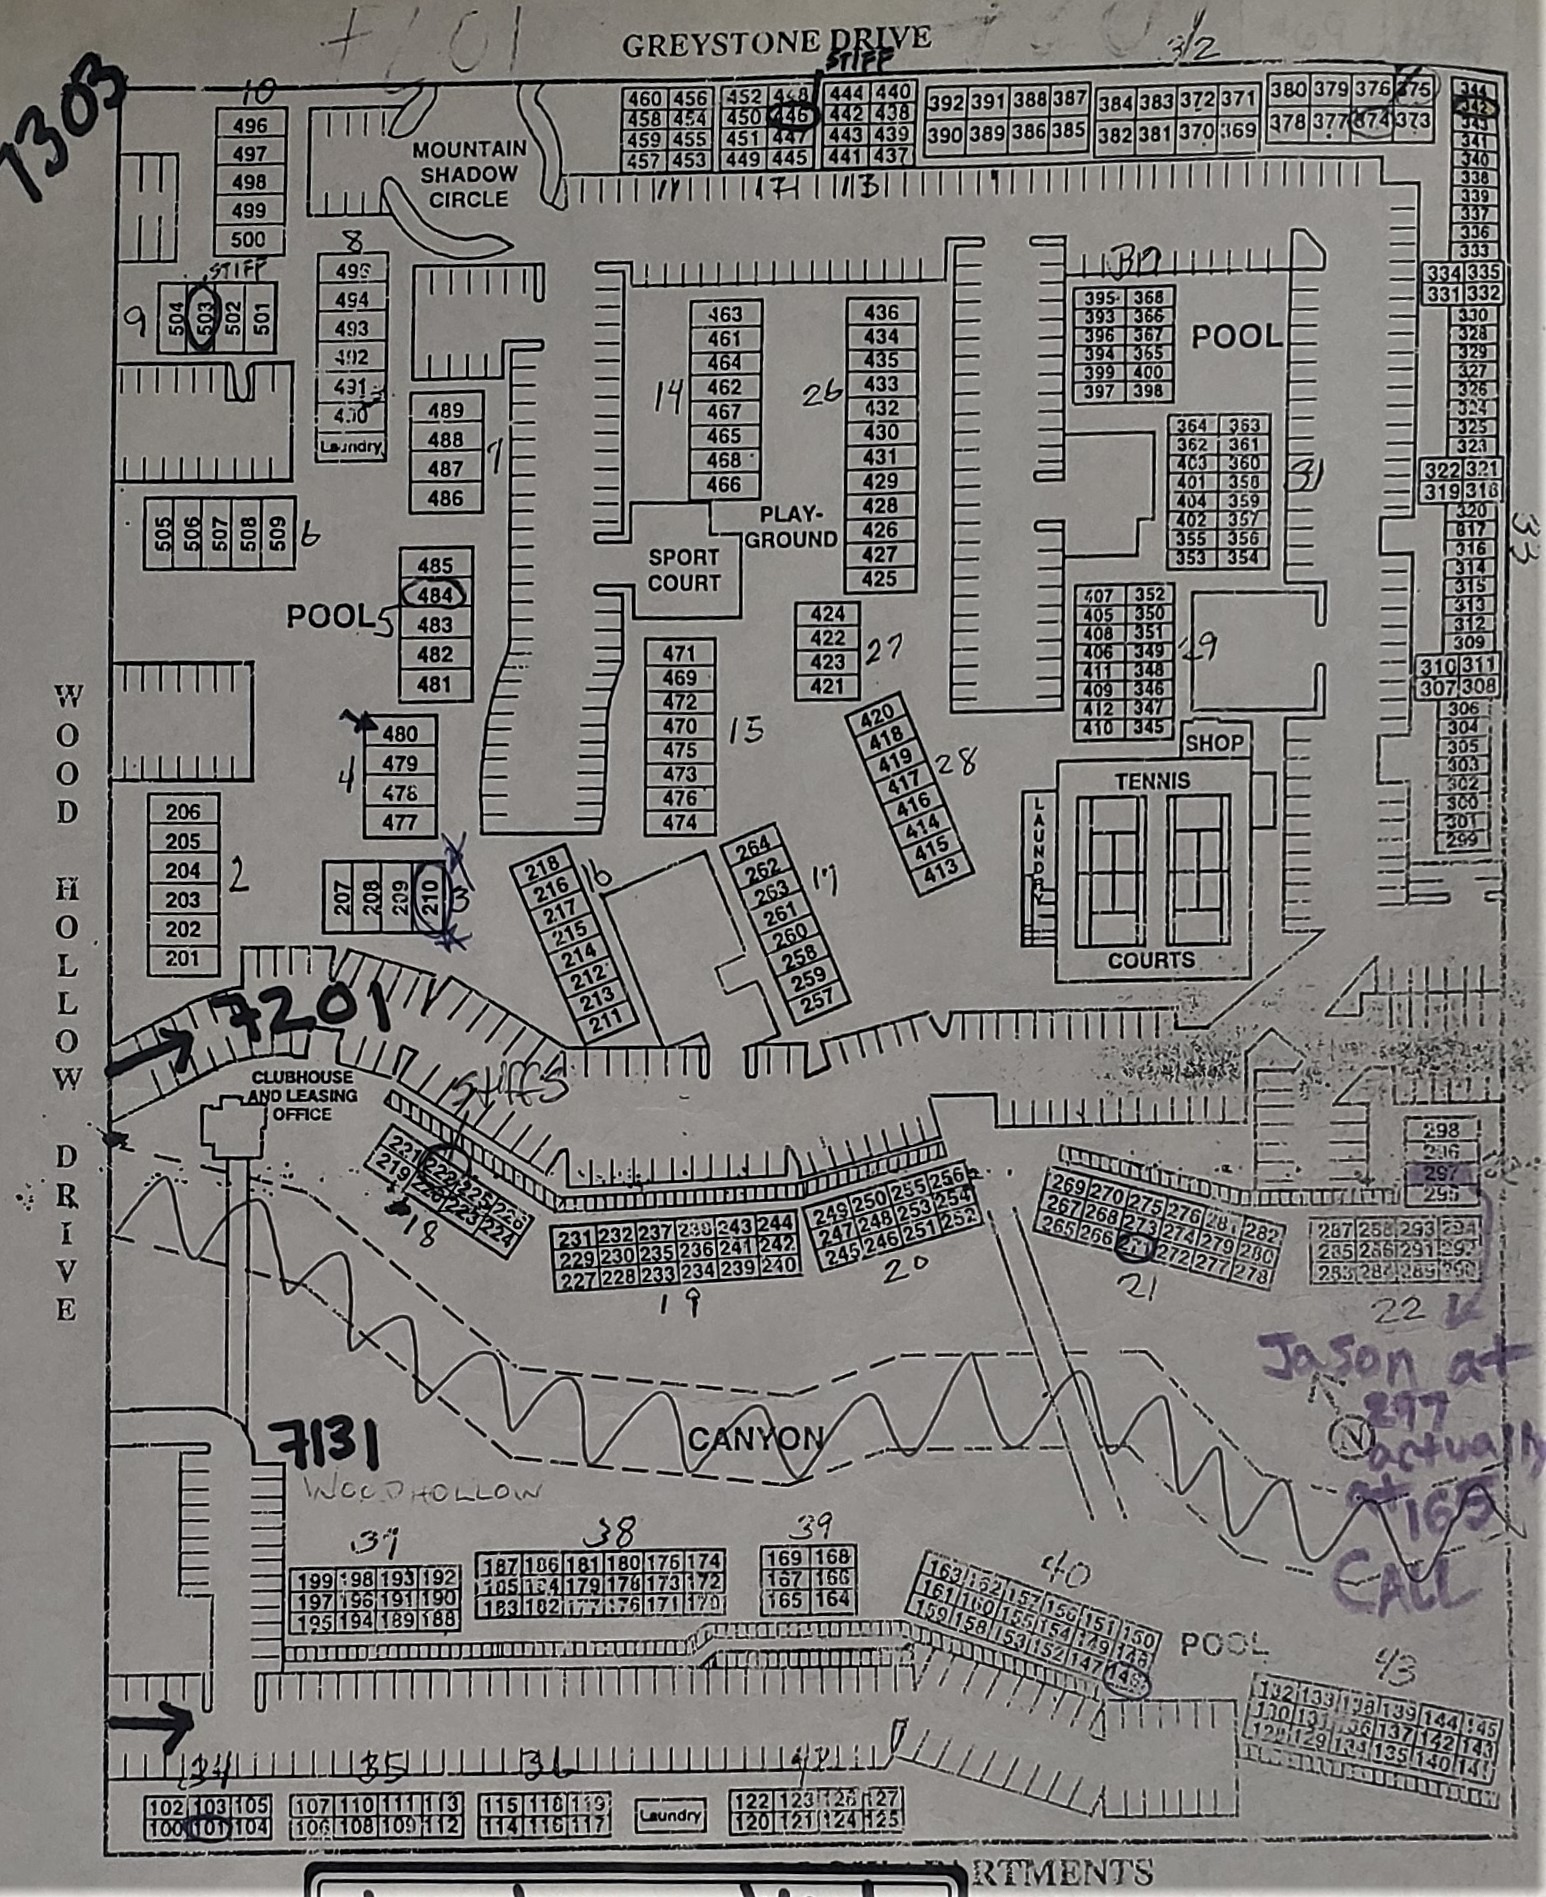 GREYSTONE DRIVE
STIFF
7303
10
496
497
498
499
500
MOUNTAIN
SHADOW
CIRCLE
460 456
458 454
459 455
457 453
452 448
450 446
451 447
449 445
444 440
442 438
443 439
441 437
392 391 388 387
390 389 386 385
384 383 372 371
382 381 370 369
380 379 376 375
378 377 374 373
344
342
343
341
340
338
339
337
336
333
334 335
331 332
330
328
329
327
326
324
325
323
322 321
319 318
320
317
316
314
315
313
312
309
310 311
307 308
306
304
305
303
302
300
301
299
33
STIFF
9
504 503 502 501
8
495
494
493
492
491
490
Laundry
489
488
487
486
7
505 506 507 508 509
6
485
484
483
482
481
POOL
5
480
479
478
477
4
463
461
464
462
467
465
468
466
14
436
434
435
433
432
430
431
429
428
426
427
425
26
PLAY-
GROUND
SPORT
COURT
395 368
393 366
396 367
394 365
399 400
397 398
POOL
364 363
362 361
403 360
401 358
404 359
402 357
355 356
353 354
31
407 352
405 350
408 351
406 349
411 348
409 346
412 347
410 345
29
424
422
423
421
27
471
469
472
470
475
473
476
474
15
420
418
419
417
416
414
415
413
28
SHOP
TENNIS
COURTS
LAUNDRY
WOOD HOLLOW DRIVE
206
205
204
203
202
201
2
207 208 209 210
3
218
216
217
215
214
212
213
211
16
264
262
263
261
260
258
259
257
17
7201
CLUBHOUSE
AND LEASING
OFFICE
STIFFS
221 222 225 226
219 220 223 224
18
231 232 237 238 243 244
229 230 235 236 241 242
227 228 233 234 239 240
19
249 250 255 256
247 248 253 254
245 246 251 252
20
269 270 275 276 281 282
267 268 273 274 279 280
265 266 271 272 277 278
21
298
296
297
295
287 288 293 294
285 286 291 292
283 284 289 290
22
Jason at
297
actually
at 165
CALL
N
CANYON
7131
WOODHOLLOW
37
199 198 193 192
197 196 191 190
195 194 189 188
38
187 186 181 180 175 174
185 184 179 178 173 172
183 182 177 176 171 170
39
169 168
167 166
165 164
40
163 162 157 156 151 150
161 160 155 154 149 148
159 158 153 152 147 146
POOL
43
132 133 138 139 144 145
130 131 136 137 142 143
128 129 134 135 140 141
34 35 36
102 103 105
100 101 104
107 110 111 113
106 108 109 112
115 118 119
114 116 117
Laundry
122 123 126 127
120 121 124 125